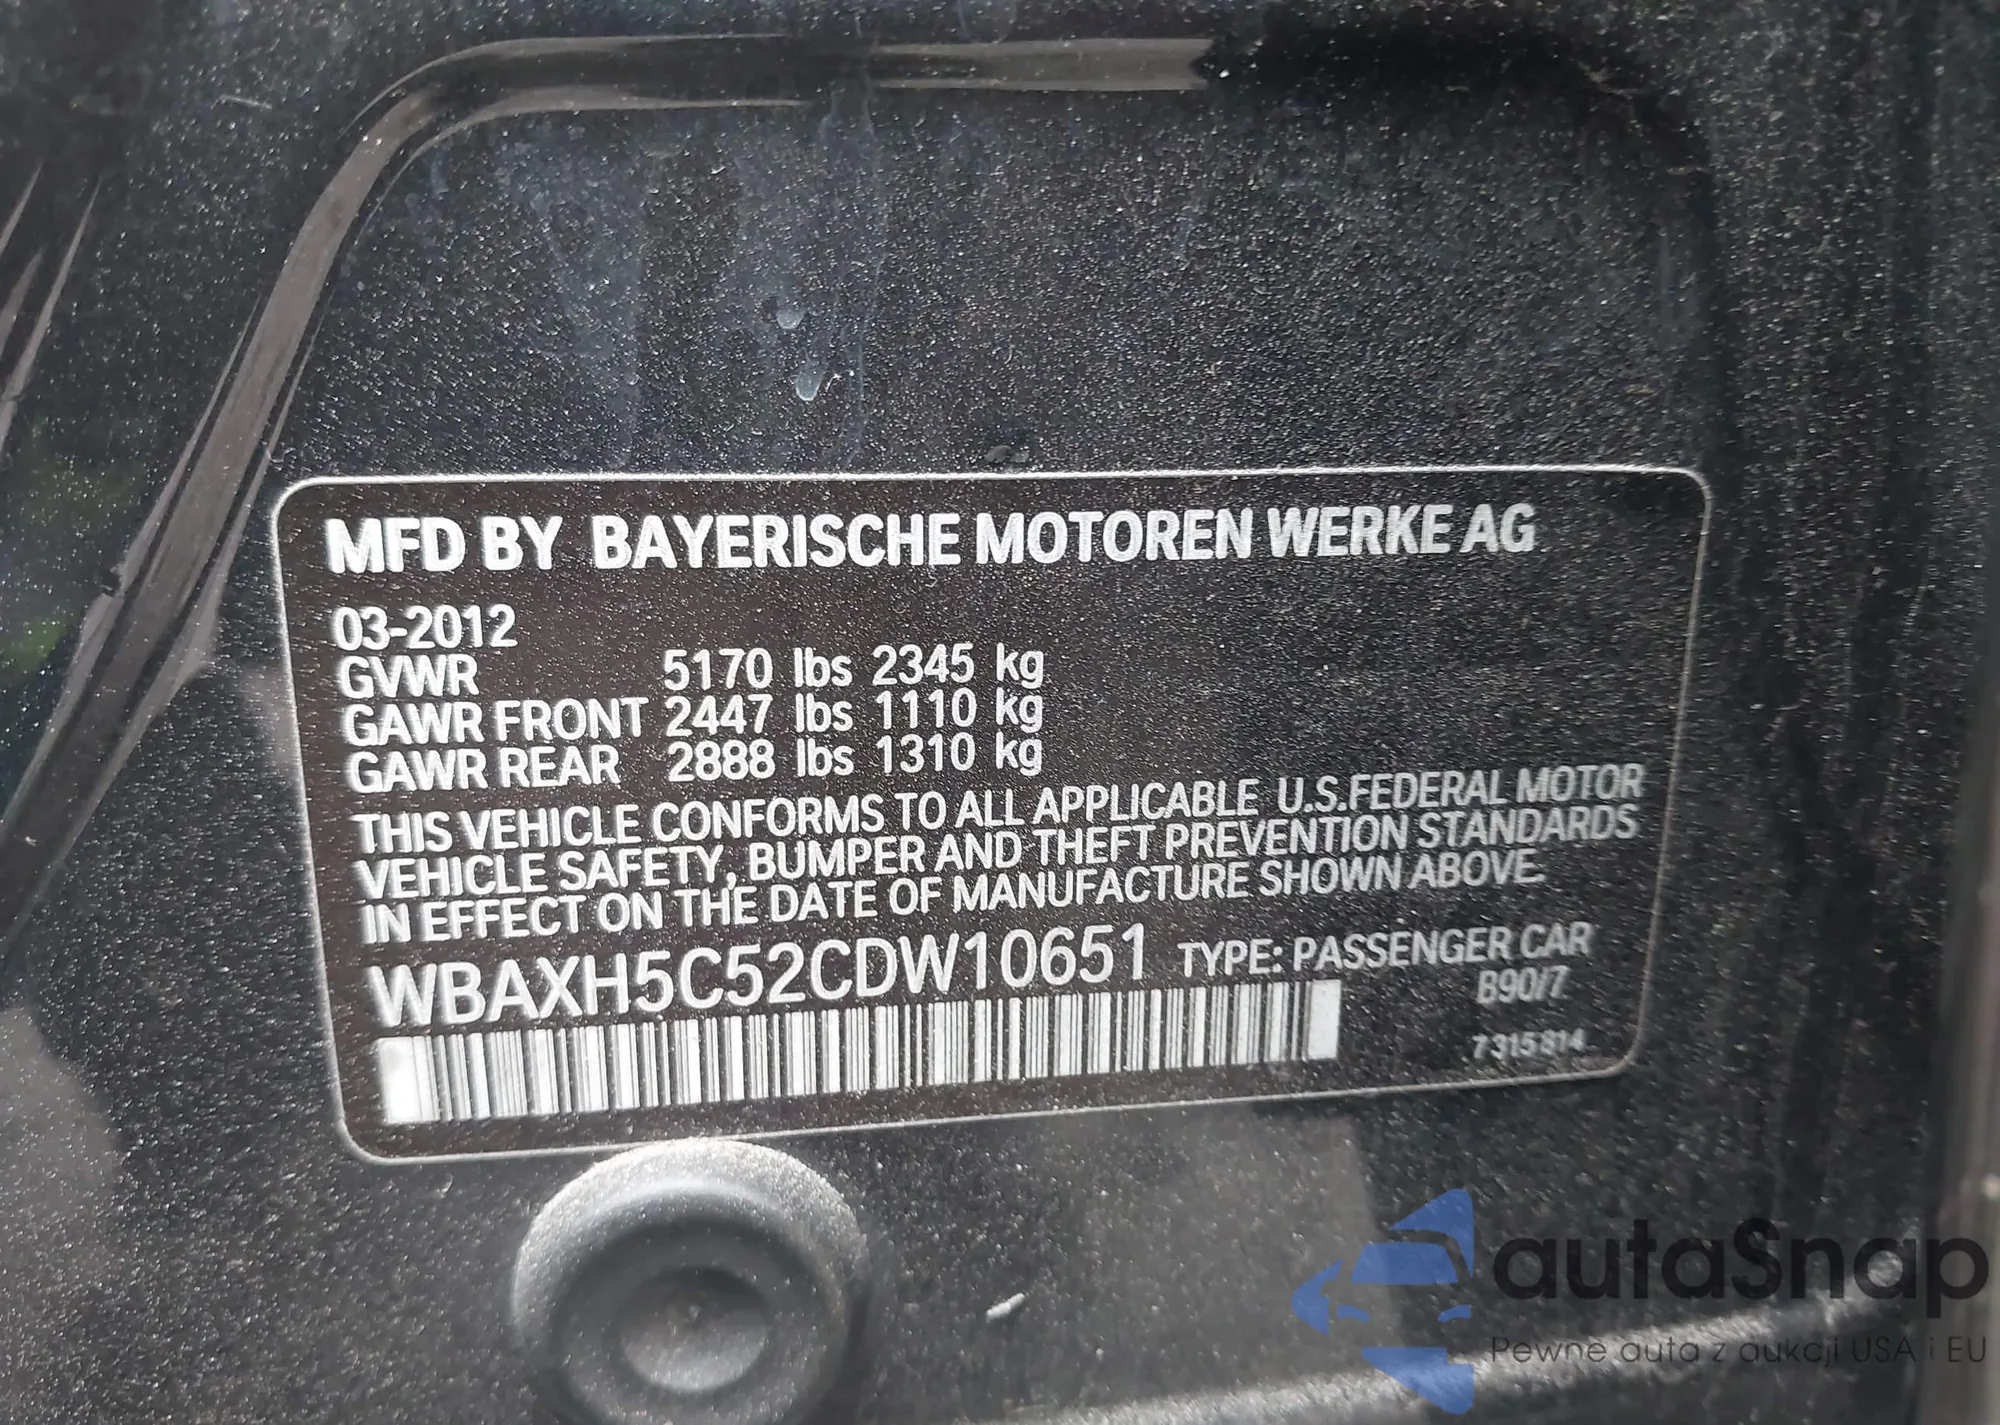 MFD BY BAYERISCHE MOTOREN WERKE AG
03-2012
GVWR 5170 lbs 2345 kg
GAWR FRONT 2447 lbs 1110 kg
GAWR REAR 2888 lbs 1310 kg
THIS VEHICLE CONFORMS TO ALL APPLICABLE U.S.FEDERAL MOTOR
VEHICLE SAFETY, BUMPER AND THEFT PREVENTION STANDARDS
IN EFFECT ON THE DATE OF MANUFACTURE SHOWN ABOVE.
WBAXH5C52CDW10651 TYPE: PASSENGER CAR
B90/7
7315814
autaSnap
Pewne auta z aukcji USA i EU